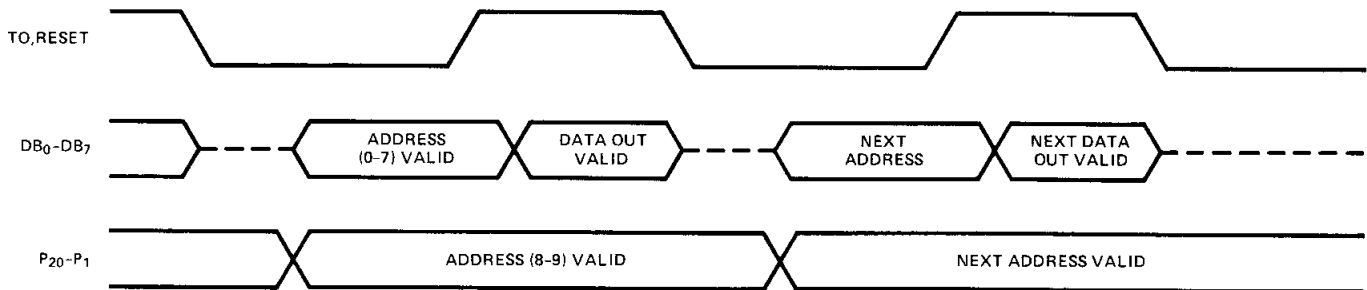 TO,RESET
DB0-DB7
ADDRESS
(0-7) VALID
DATA OUT
VALID
NEXT
ADDRESS
NEXT DATA
OUT VALID
P20-P1
ADDRESS (8-9) VALID
NEXT ADDRESS VALID